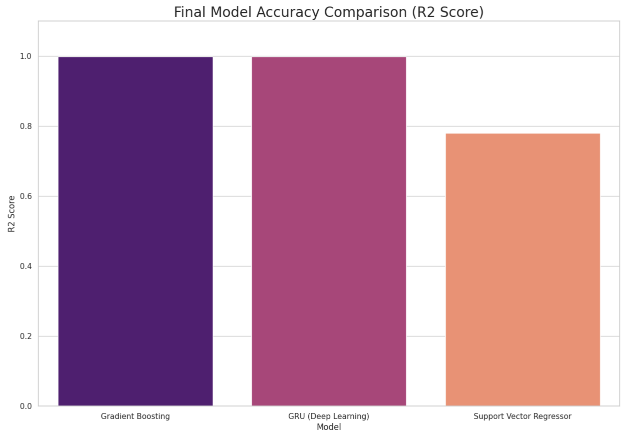 Final Model Accuracy Comparison (R2 Score)
1.0
0.8
0.6
0.4
0.2
0.0
R2 Score
Gradient Boosting
GRU (Deep Learning)
Support Vector Regressor
Model